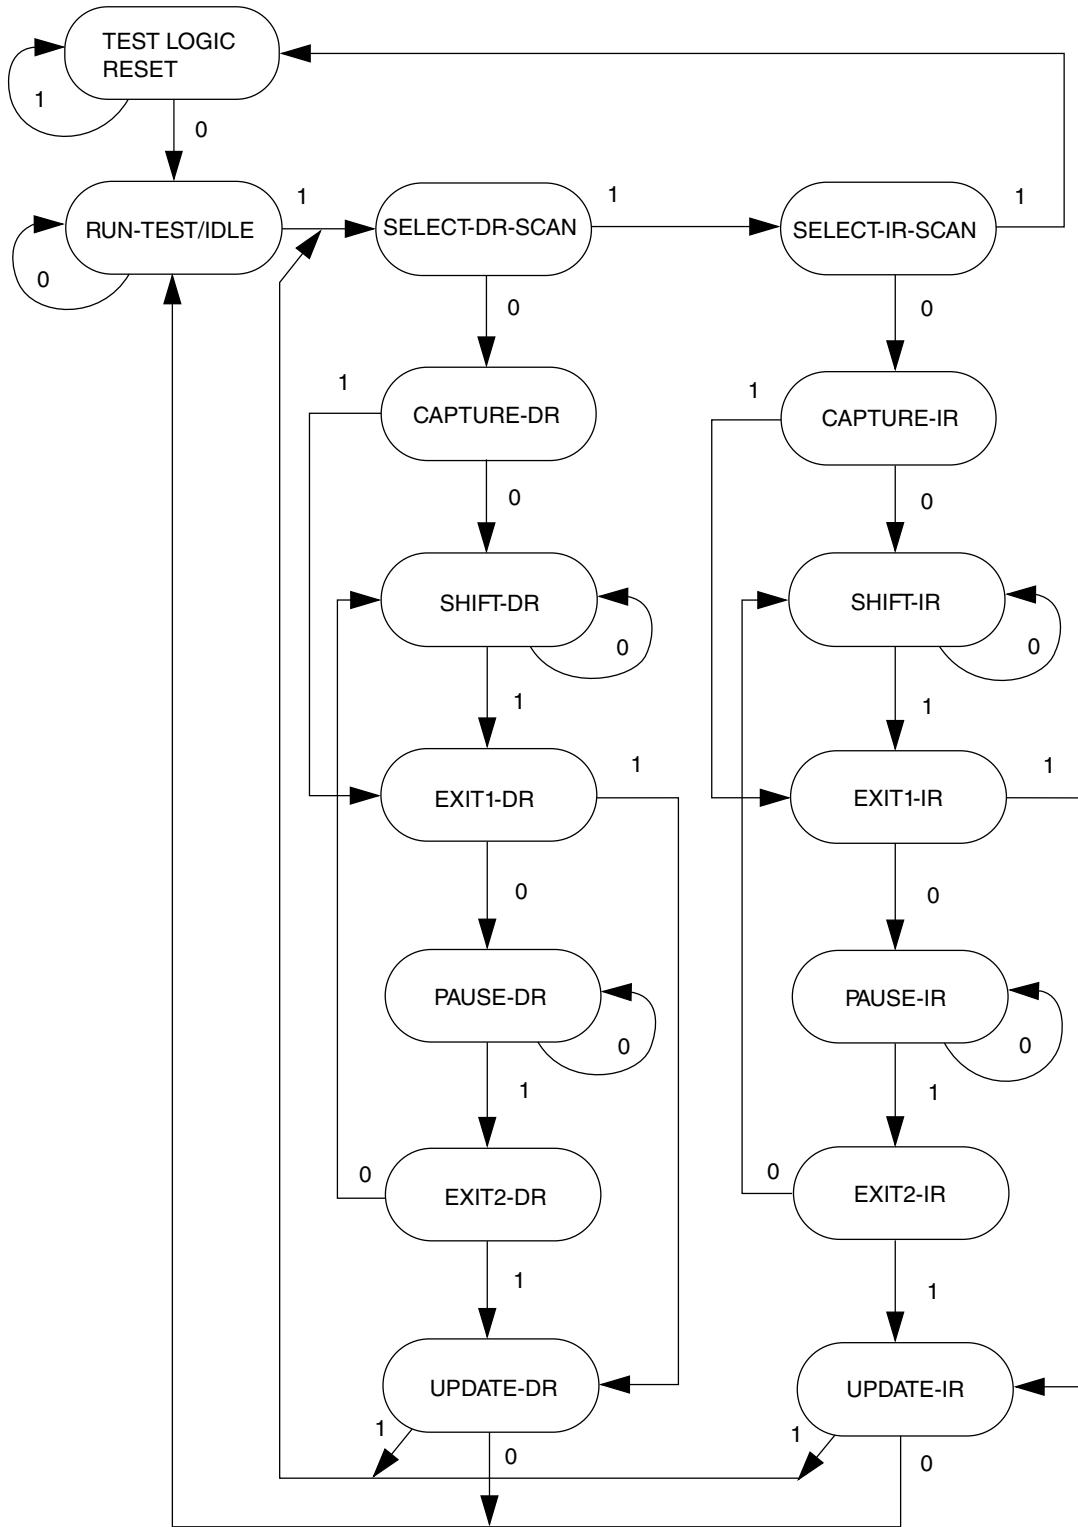 TEST LOGIC
RESET
1
0
RUN-TEST/IDLE
1
SELECT-DR-SCAN
1
SELECT-IR-SCAN
1
0
0
0
1
CAPTURE-DR
1
CAPTURE-IR
0
0
SHIFT-DR
0
SHIFT-IR
0
1
1
EXIT1-DR
1
EXIT1-IR
1
0
0
PAUSE-DR
0
PAUSE-IR
0
1
1
0
EXIT2-DR
0
EXIT2-IR
1
1
UPDATE-DR
UPDATE-IR
1
0
1
0